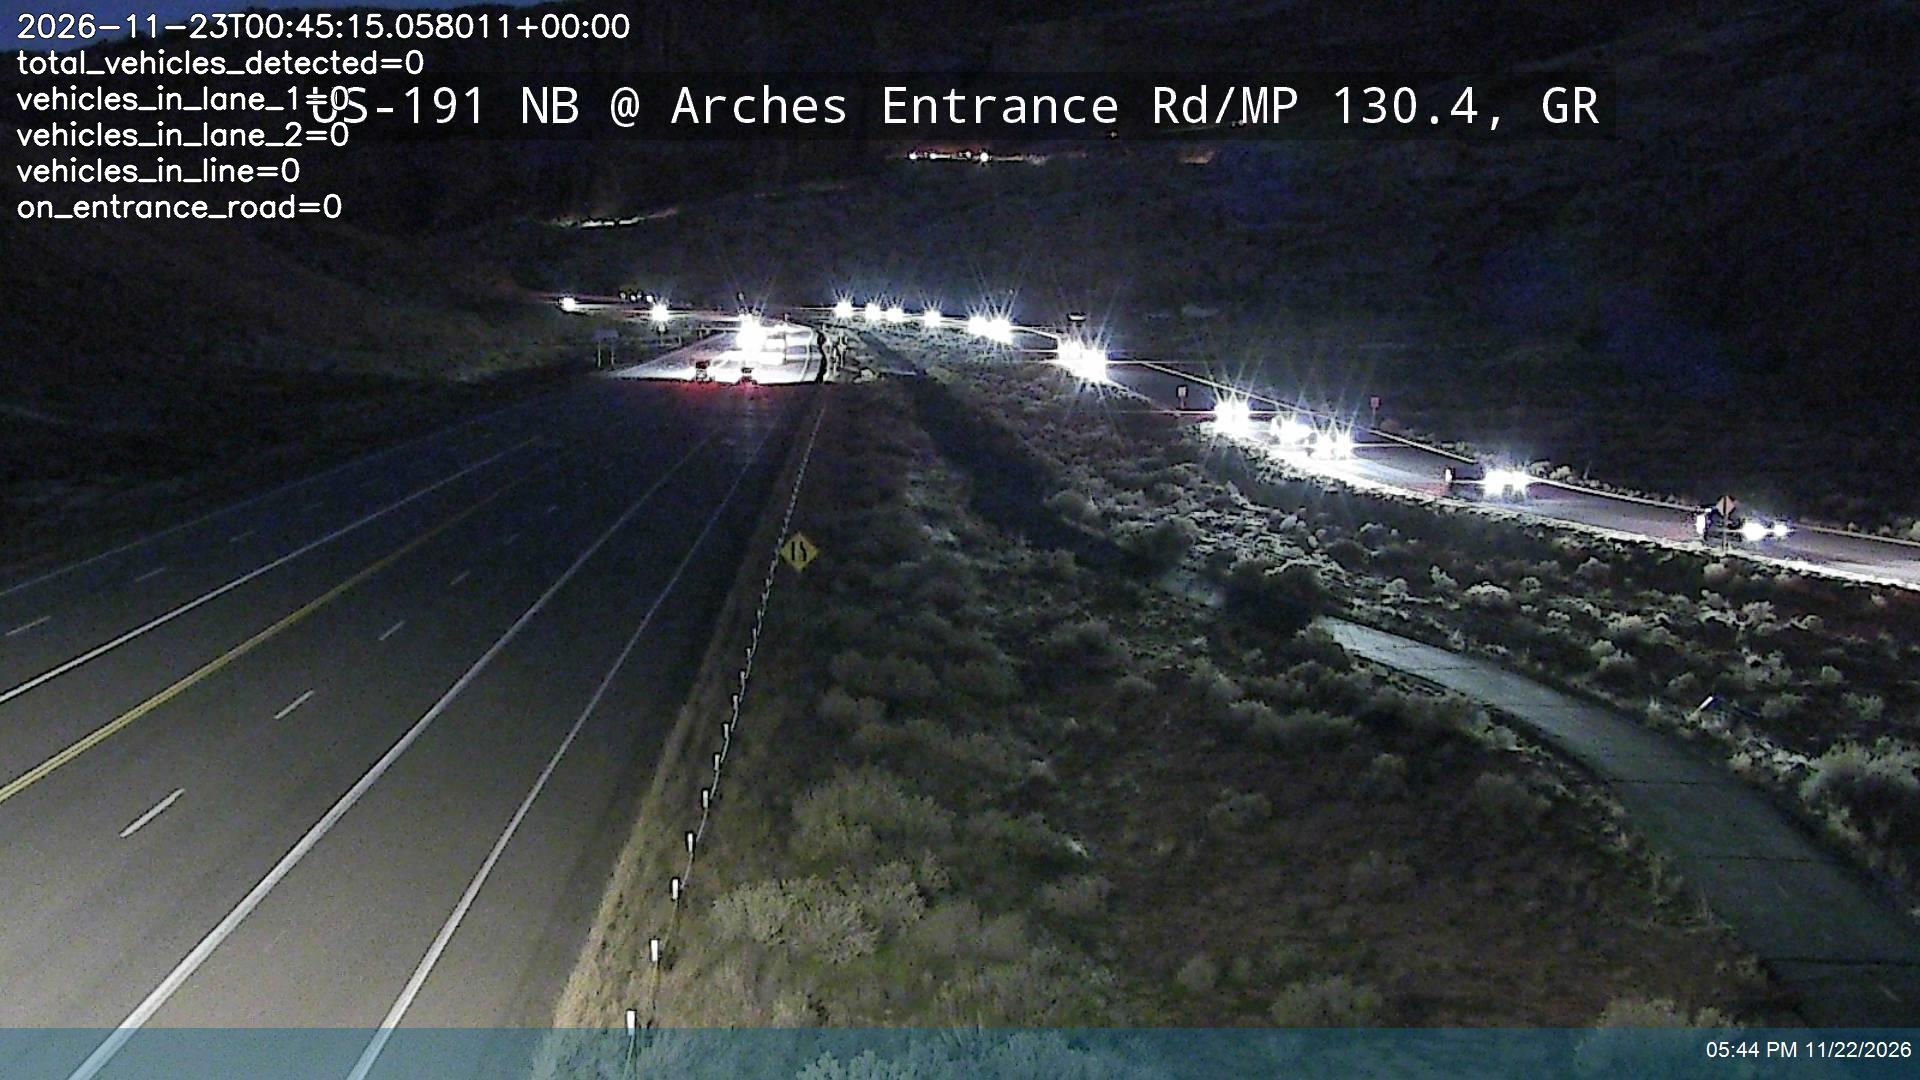 2026-11-23T00:45:15.058011+00:00
total_vehicles_detected=0
vehicles_in_lane_1=0
US-191 NB @ Arches Entrance Rd/MP 130.4, GR
vehicles_in_lane_2=0
vehicles_in_line=0
on_entrance_road=0
05:44 PM 11/22/2026